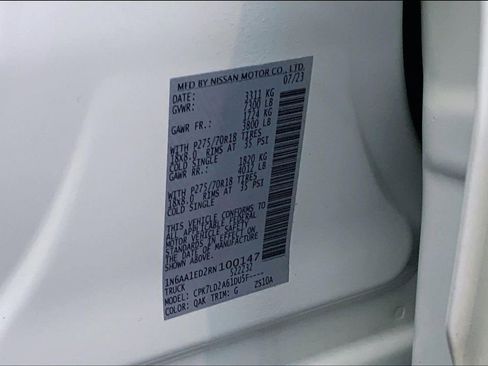 MFD BY NISSAN MOTOR CO., LTD.
DATE: 07/23
GVWR: 3311 KG
7300 LB
GAWR FR.: 1724 KG
3800 LB
WITH P275/70R18 TIRES
18X8.0 RIMS AT 35 PSI
COLD SINGLE
GAWR RR.: 1820 KG
4012 LB
WITH P275/70R18 TIRES
18X8.0 RIMS AT 35 PSI
COLD SINGLE
THIS VEHICLE CONFORMS TO
ALL APPLICABLE FEDERAL
MOTOR VEHICLE SAFETY
STANDARDS IN EFFECT ON
THE DATE OF MANUFACTURE
SHOWN ABOVE.
1N6AA1ED2RN100147
TRUCK 522232
MODEL: CPK7LD2A61DU5F----
COLOR: QAK TRIM: G ZS10A